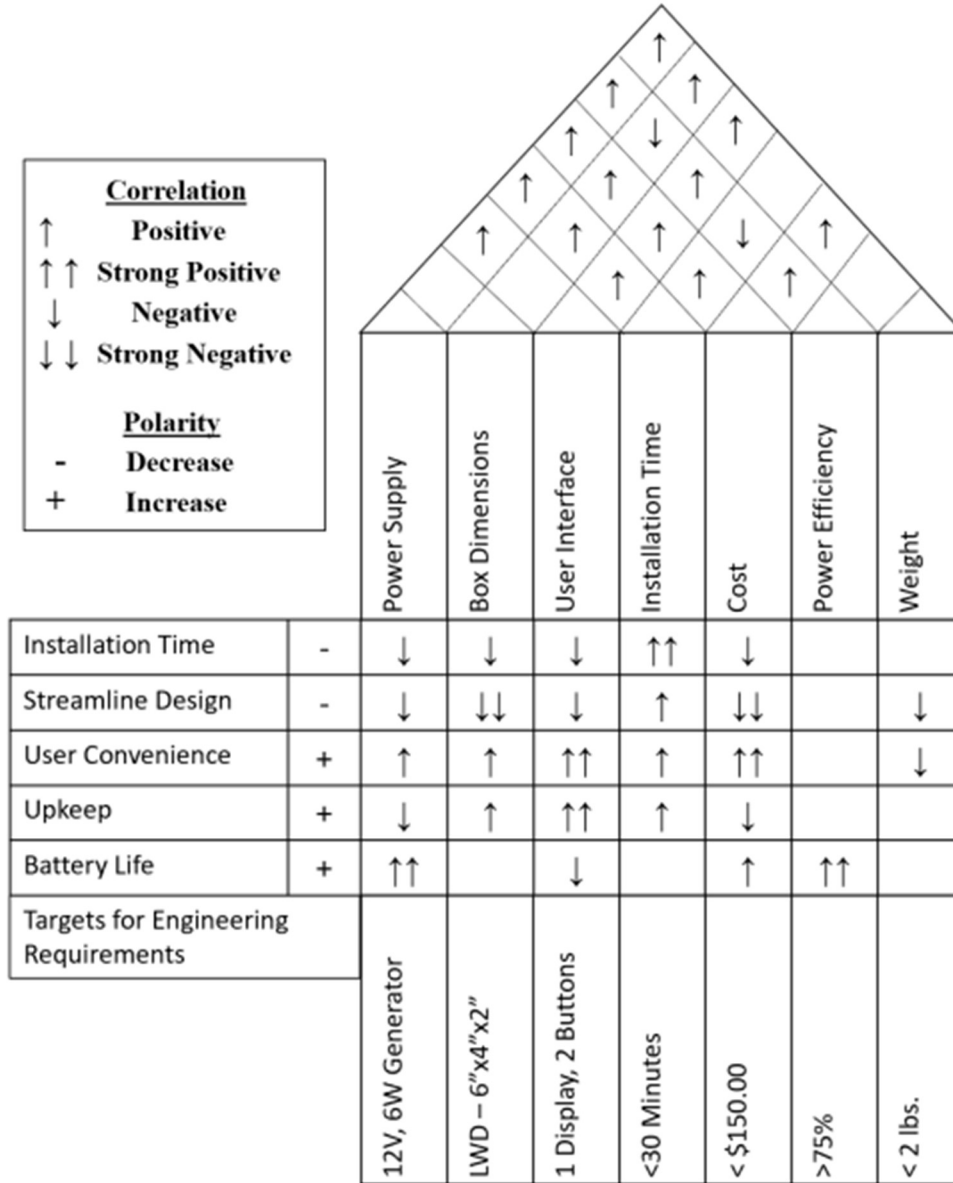 Correlation
↑ Positive
↑↑ Strong Positive
↓ Negative
↓↓ Strong Negative
Polarity
- Decrease
+ Increase
↑
↑ ↑
↑ ↓ ↑
↑ ↑ ↑
↑ ↑ ↑ ↓ ↑
↑ ↑ ↑
Power Supply
Box Dimensions
User Interface
Installation Time
Cost
Power Efficiency
Weight
Installation Time - ↓ ↓ ↓ ↑↑ ↓
Streamline Design - ↓ ↓↓ ↓ ↑ ↓↓ ↓
User Convenience + ↑ ↑ ↑↑ ↑ ↑↑ ↓
Upkeep + ↓ ↑ ↑↑ ↑ ↓
Battery Life + ↑↑ ↓ ↑ ↑↑
Targets for Engineering
Requirements
12V, 6W Generator
LWD – 6”x4”x2”
1 Display, 2 Buttons
<30 Minutes
< $150.00
>75%
< 2 lbs.